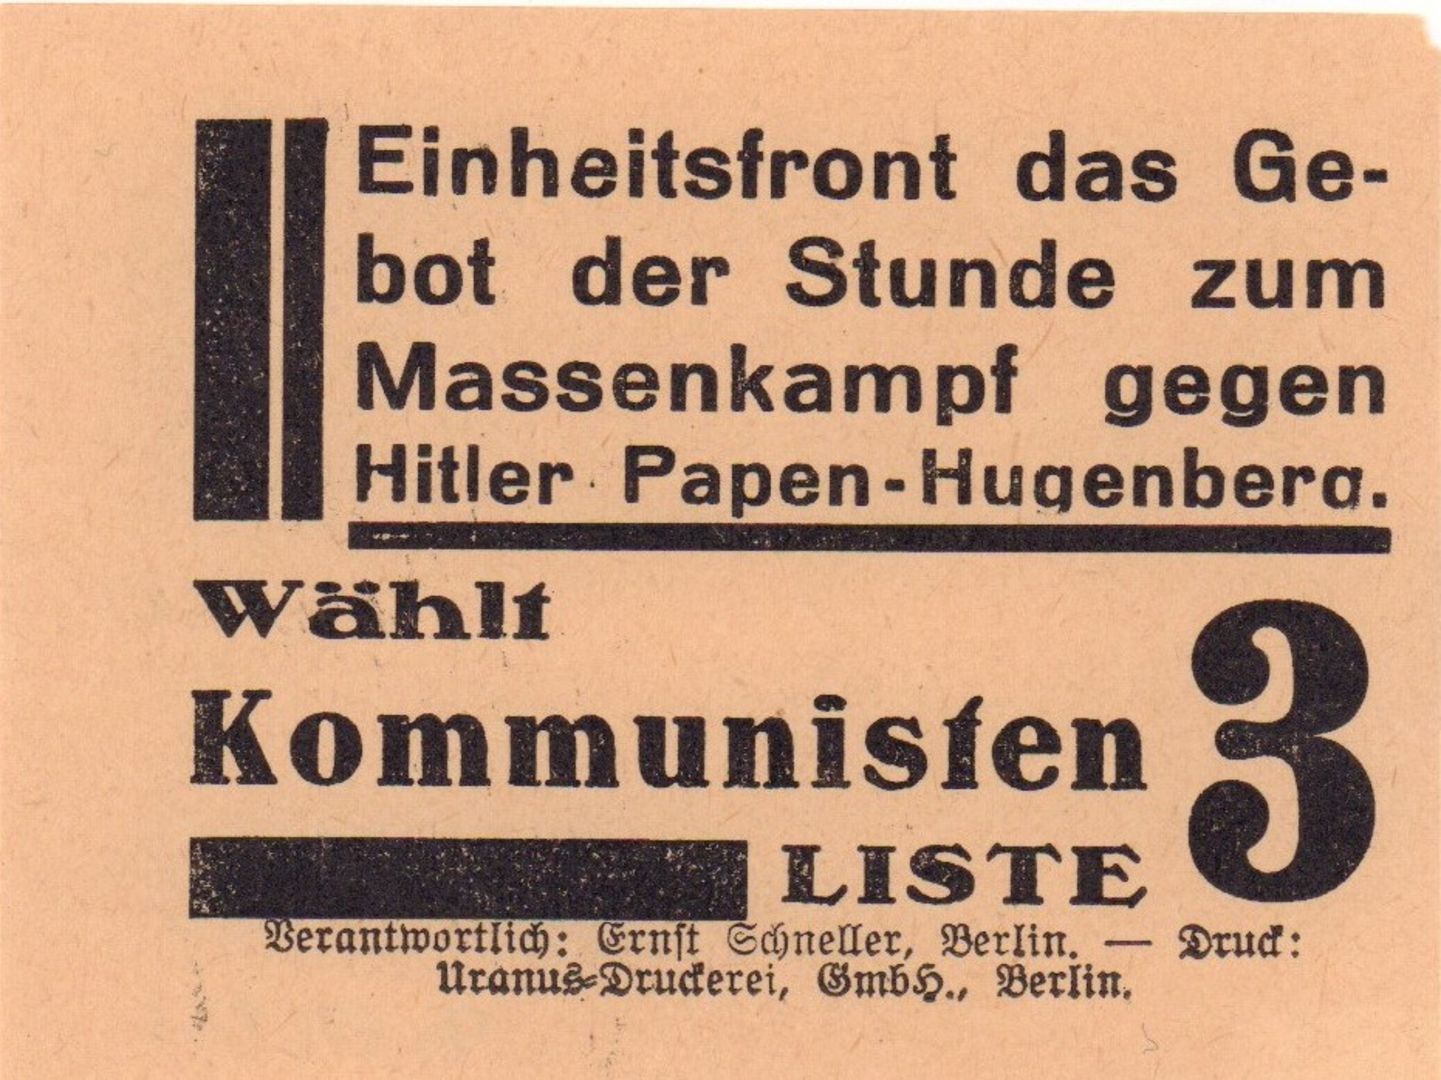 Einheitsfront das Ge-
bot der Stunde zum
Massenkampf gegen
Hitler - Papen-Hugenberg.
Wählt
Kommunisten
LISTE 3
Verantwortlich: Ernst Schneller, Berlin. — Druck:
Uranus-Druckerei, GmbH., Berlin.